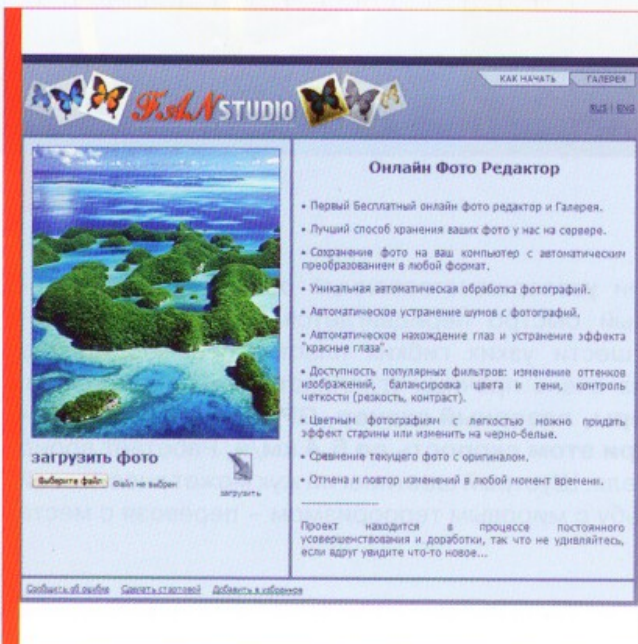 КАК НАЧАТЬ
ГАЛЕРЕЯ
FAN STUDIO
RUS | ENG
Онлайн Фото Редактор
• Первый Бесплатный онлайн фото редактор и Галерея.
• Лучший способ хранения ваших фото у нас на сервере.
• Сохранение фото на ваш компьютер с автоматическим
преобразованием в любой формат.
• Уникальная автоматическая обработка фотографий.
• Автоматическое устранение шумов с фотографий.
• Автоматическое нахождение глаз и устранение эффекта
"красные глаза".
• Доступность популярных фильтров: изменение оттенков
изображений, балансировка цвета и тени, контроль
четкости (резкость, контраст).
• Цветным фотографиям с легкостью можно придать
эффект старины или изменить на черно-белые.
• Сравнение текущего фото с оригиналом.
• Отмена и повтор изменений в любой момент времени.
--------------------
Проект находится в процессе постоянного
усовершенствования и доработки, так что не удивляйтесь,
если вдруг увидите что-то новое...
загрузить фото
Выберите файл
Файл не выбран
загрузить
Сообщить об ошибке
Сделать стартовой
Добавить в избранное